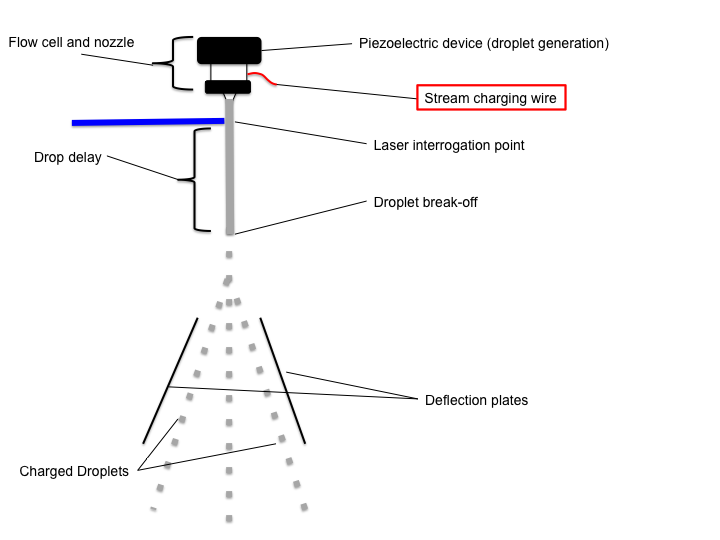 Flow cell and nozzle
Piezoelectric device (droplet generation)
Stream charging wire
Laser interrogation point
Drop delay
Droplet break-off
Deflection plates
Charged Droplets